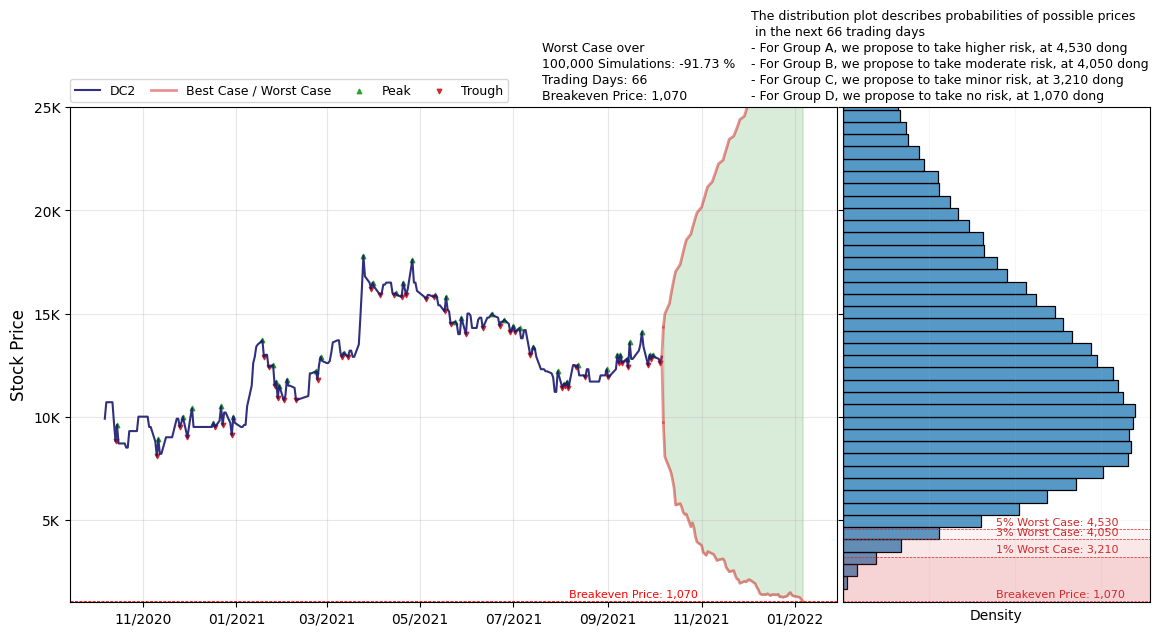 The distribution plot describes probabilities of possible prices
in the next 66 trading days
- For Group A, we propose to take higher risk, at 4,530 dong
- For Group B, we propose to take moderate risk, at 4,050 dong
- For Group C, we propose to take minor risk, at 3,210 dong
- For Group D, we propose to take no risk, at 1,070 dong
Worst Case over
100,000 Simulations: -91.73 %
Trading Days: 66
Breakeven Price: 1,070
DC2
Best Case / Worst Case
Peak
Trough
Stock Price
25K
20K
15K
10K
5K
11/2020
01/2021
03/2021
05/2021
07/2021
09/2021
11/2021
01/2022
Breakeven Price: 1,070
5% Worst Case: 4,530
3% Worst Case: 4,050
1% Worst Case: 3,210
Breakeven Price: 1,070
Density